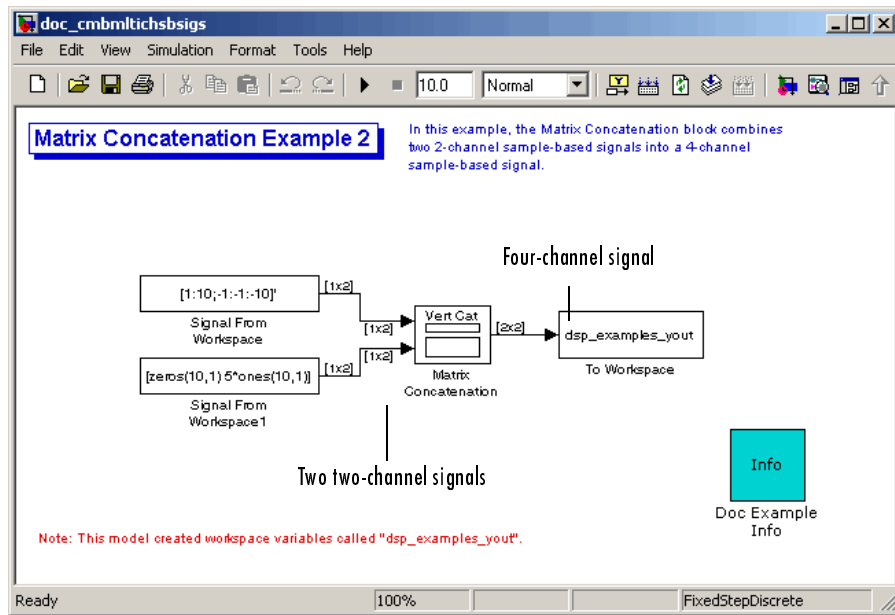 doc_cmbmltichsbsigs
File Edit View Simulation Format Tools Help
10.0 Normal
Matrix Concatenation Example 2
In this example, the Matrix Concatenation block combines
two 2-channel sample-based signals into a 4-channel
sample-based signal.
Four-channel signal
[1:10;-1:-1:-10]'
[1x2]
Signal From
Workspace
[1x2]
Vert Cat
[2x2]
dsp_examples_yout
To Workspace
[zeros(10,1) 5*ones(10,1)]
[1x2]
[1x2]
Signal From
Workspace1
Matrix
Concatenation
Two two-channel signals
Info
Doc Example
Info
Note: This model created workspace variables called "dsp_examples_yout".
Ready 100% FixedStepDiscrete